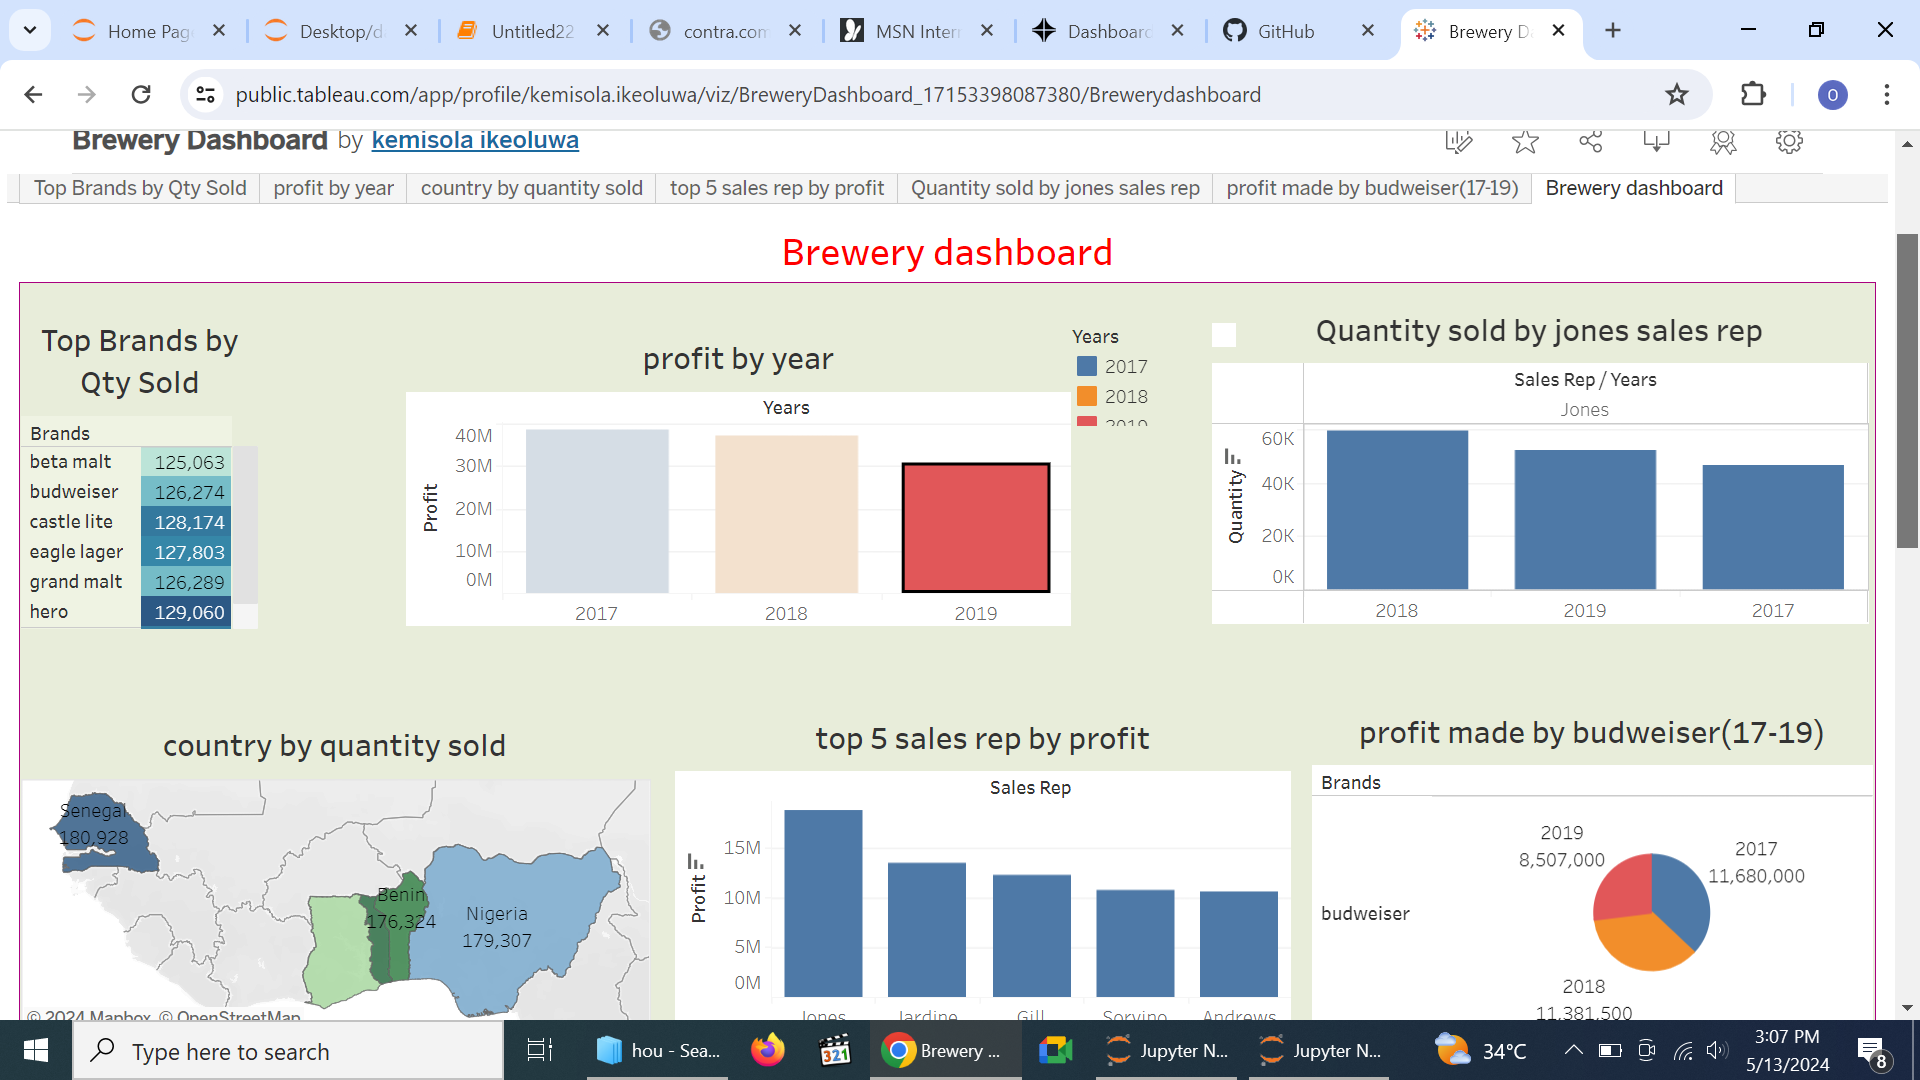 Home Pag
Desktop/d
Untitled22
contra.com
MSN Inter
Dashboard
GitHub
Brewery D
public.tableau.com/app/profile/kemisola.ikeoluwa/viz/BreweryDashboard_17153398087380/Brewerydashboard
O
Brewery Dashboard by kemisola ikeoluwa
Top Brands by Qty Sold
profit by year
country by quantity sold
top 5 sales rep by profit
Quantity sold by jones sales rep
profit made by budweiser(17-19)
Brewery dashboard
Brewery dashboard
Top Brands by
Qty Sold
Brands
beta malt 125,063
budweiser 126,274
castle lite 128,174
eagle lager 127,803
grand malt 126,289
hero 129,060
profit by year
Years
40M
30M
20M
10M
0M
Profit
2017 2018 2019
Years
2017
2018
2019
Quantity sold by jones sales rep
Sales Rep / Years
Jones
60K
40K
20K
0K
Quantity
2018 2019 2017
country by quantity sold
Senegal
180,928
Benin
176,324
Nigeria
179,307
© 2024 Mapbox © OpenStreetMap
top 5 sales rep by profit
Sales Rep
15M
10M
5M
0M
Profit
Jones Jardine Gill Sorvino Andrews
profit made by budweiser(17-19)
Brands
budweiser
2019
8,507,000
2017
11,680,000
2018
11,381,500
Type here to search
hou - Sea...
321
Brewery ...
Jupyter N...
Jupyter N...
34°C
3:07 PM
5/13/2024
8